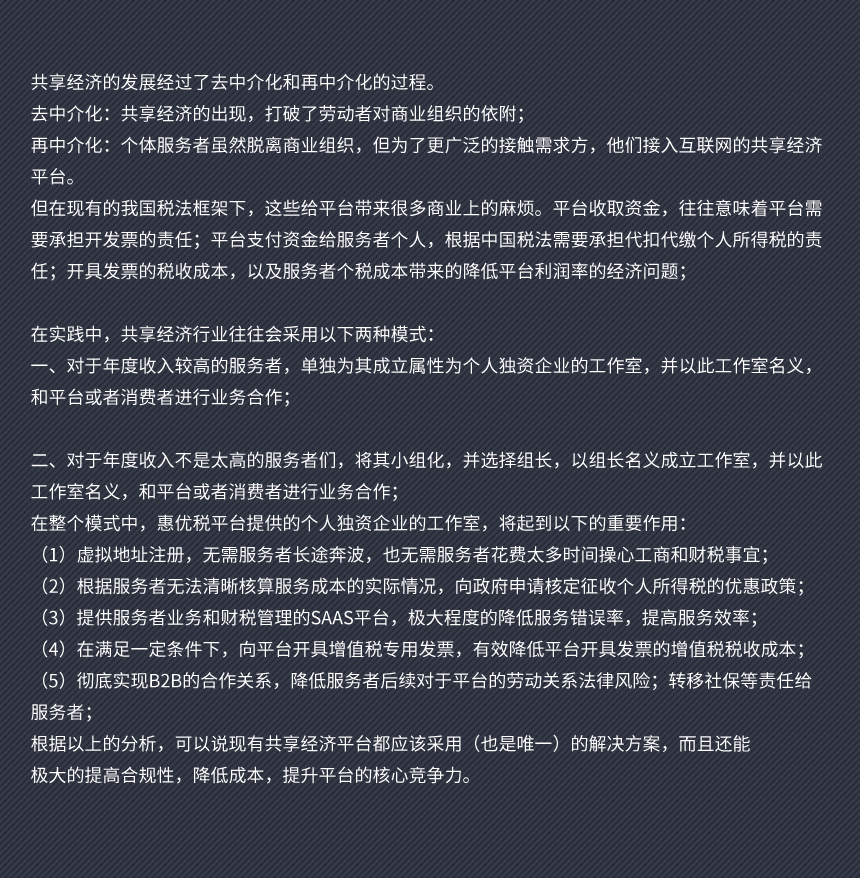 共享经济的发展经过了去中介化和再中介化的过程。
去中介化：共享经济的出现，打破了劳动者对商业组织的依附；
再中介化：个体服务者虽然脱离商业组织，但为了更广泛的接触需求方，他们接入互联网的共享经济
平台。
但在现有的我国税法框架下，这些给平台带来很多商业上的麻烦。平台收取资金，往往意味着平台需
要承担开发票的责任；平台支付资金给服务者个人，根据中国税法需要承担代扣代缴个人所得税的责
任；开具发票的税收成本，以及服务者个税成本带来的降低平台利润率的经济问题；
在实践中，共享经济行业往往会采用以下两种模式：
一、对于年度收入较高的服务者，单独为其成立属性为个人独资企业的工作室，并以此工作室名义，
和平台或者消费者进行业务合作；
二、对于年度收入不是太高的服务者们，将其小组化，并选择组长，以组长名义成立工作室，并以此
工作室名义，和平台或者消费者进行业务合作；
在整个模式中，惠优税平台提供的个人独资企业的工作室，将起到以下的重要作用：
（1）虚拟地址注册，无需服务者长途奔波，也无需服务者花费太多时间操心工商和财税事宜；
（2）根据服务者无法清晰核算服务成本的实际情况，向政府申请核定征收个人所得税的优惠政策；
（3）提供服务者业务和财税管理的SAAS平台，极大程度的降低服务错误率，提高服务效率；
（4）在满足一定条件下，向平台开具增值税专用发票，有效降低平台开具发票的增值税税收成本；
（5）彻底实现B2B的合作关系，降低服务者后续对于平台的劳动关系法律风险；转移社保等责任给
服务者；
根据以上的分析，可以说现有共享经济平台都应该采用（也是唯一）的解决方案，而且还能
极大的提高合规性，降低成本，提升平台的核心竞争力。